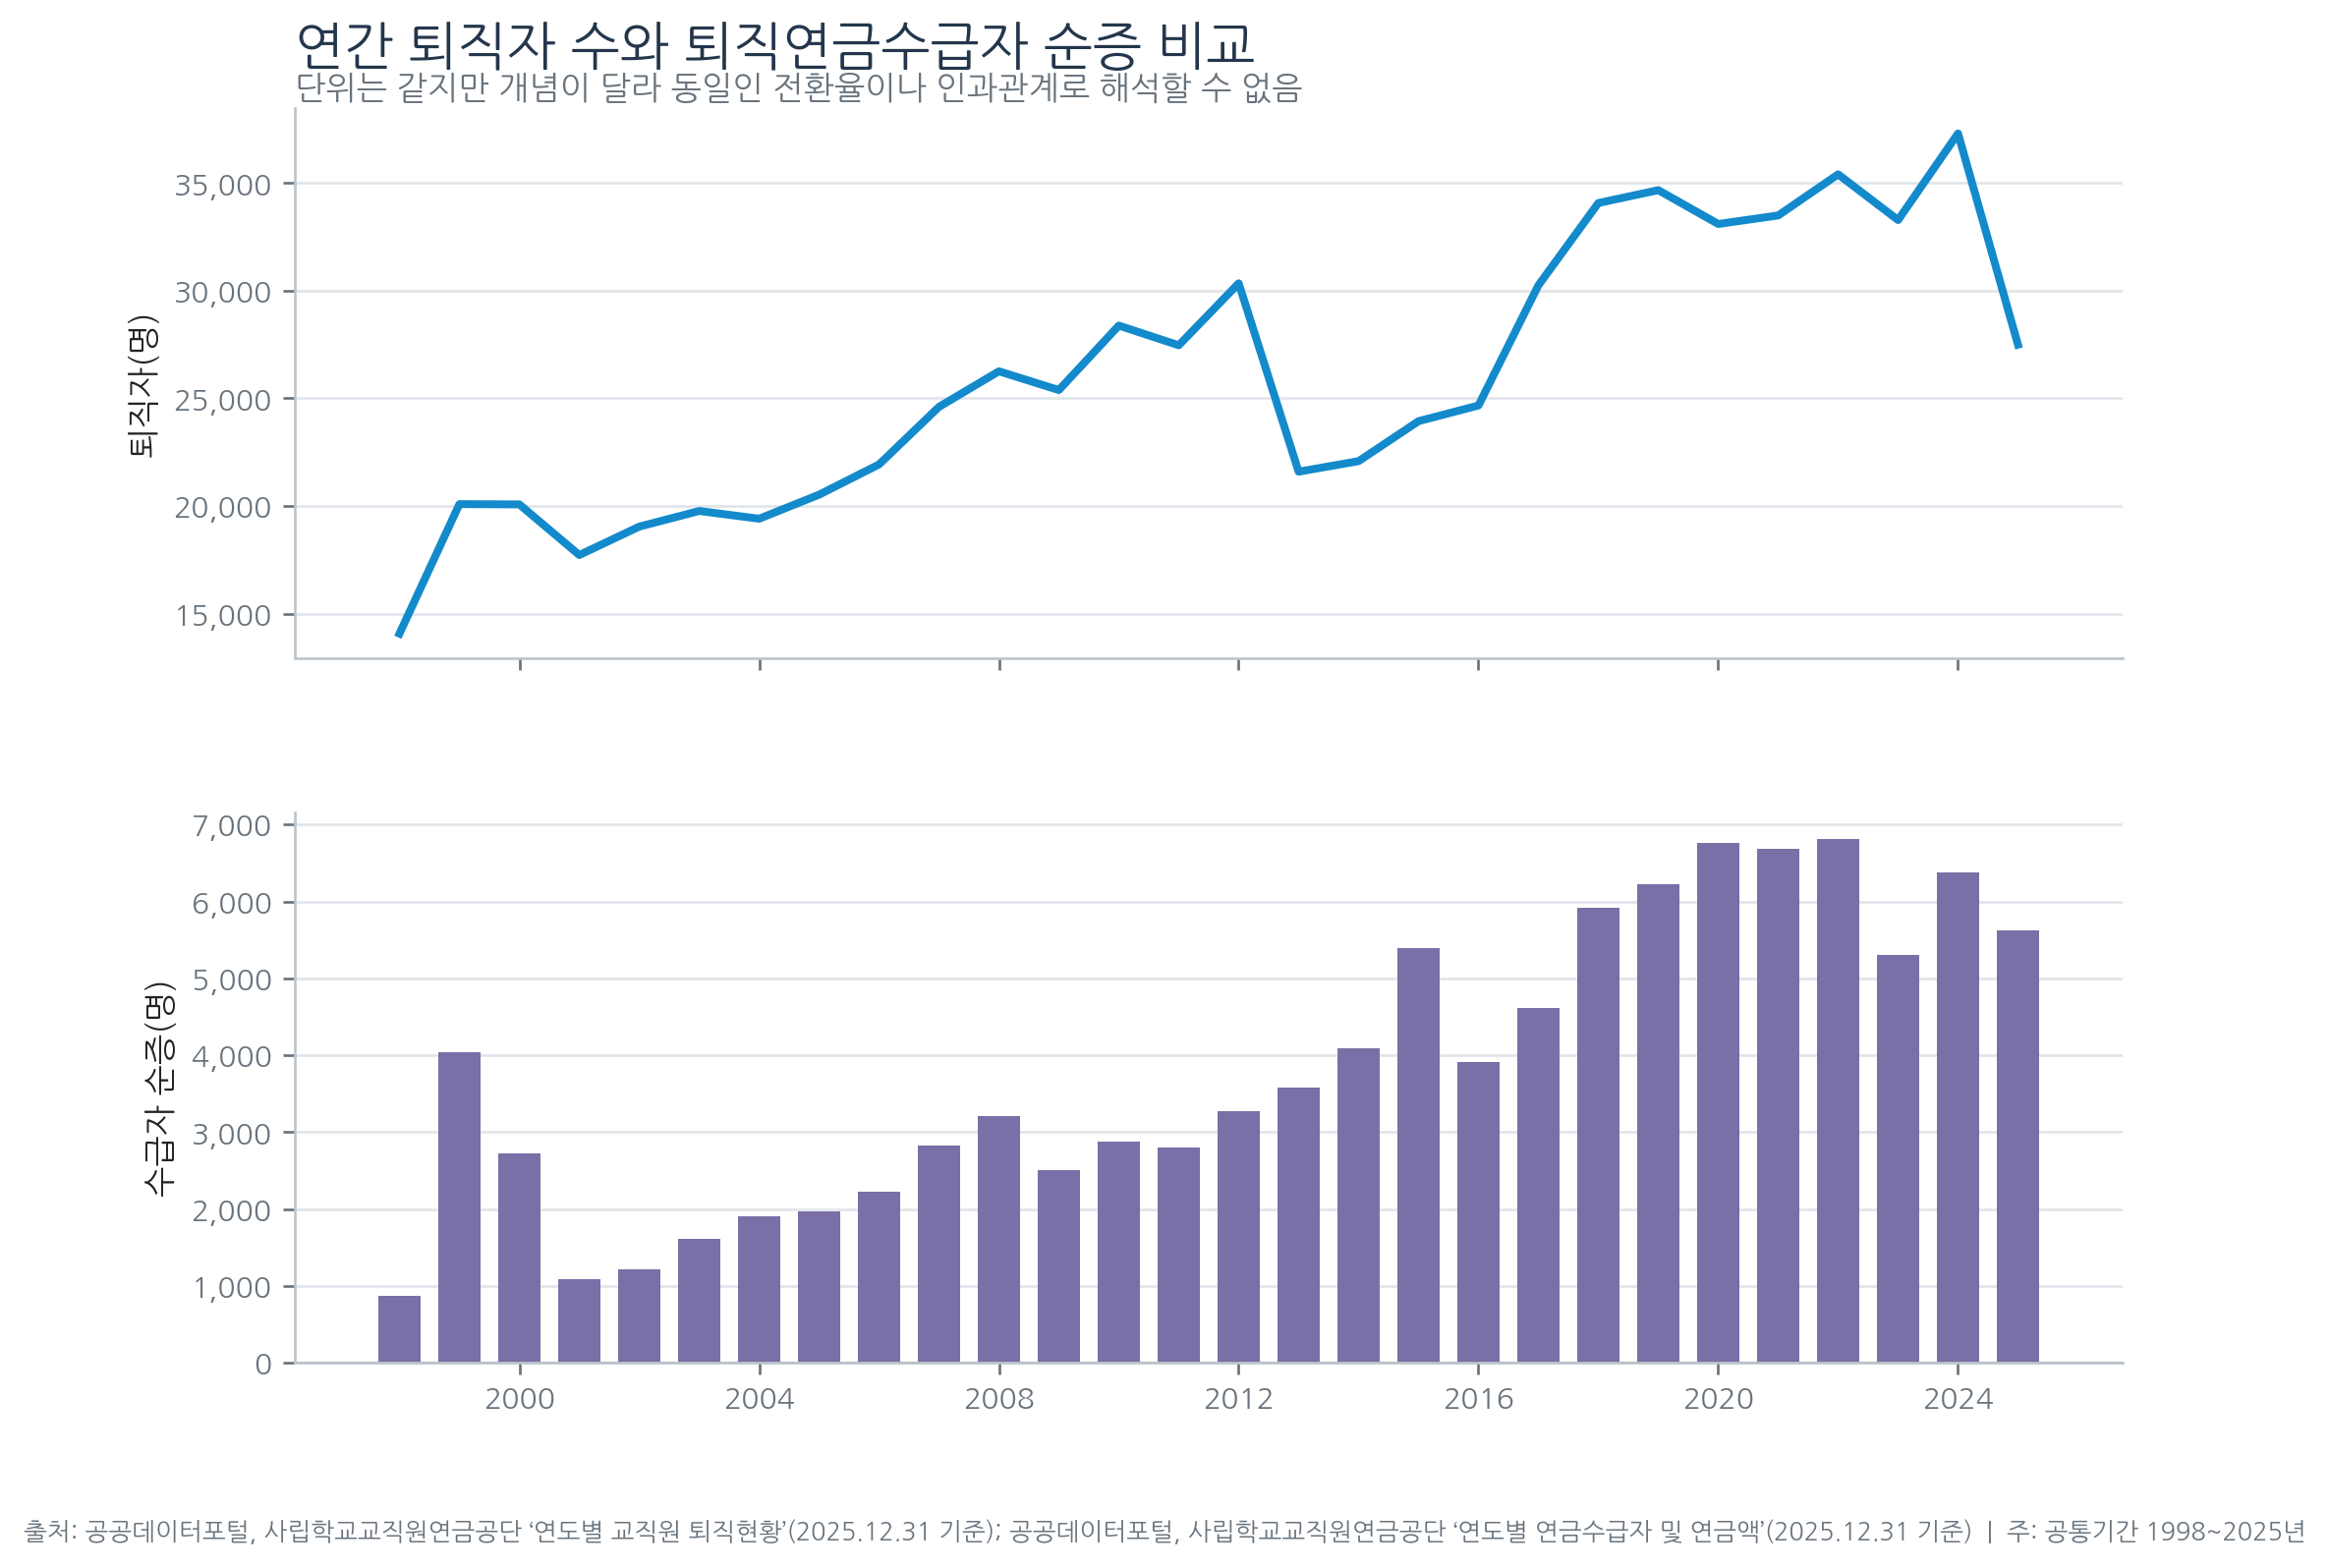 연간 퇴직자 수와 퇴직연금수급자 순증 비교
단위는 같지만 개념이 달라 동일인 전환율이나 인과관계로 해석할 수 없음
퇴직자(명)
35,000
30,000
25,000
20,000
15,000
수급자 순증(명)
7,000
6,000
5,000
4,000
3,000
2,000
1,000
0
2000 2004 2008 2012 2016 2020 2024
출처: 공공데이터포털, 사립학교교직원연금공단 ‘연도별 교직원 퇴직현황’(2025.12.31 기준); 공공데이터포털, 사립학교교직원연금공단 ‘연도별 연금수급자 및 연금액’(2025.12.31 기준) | 주: 공통기간 1998~2025년